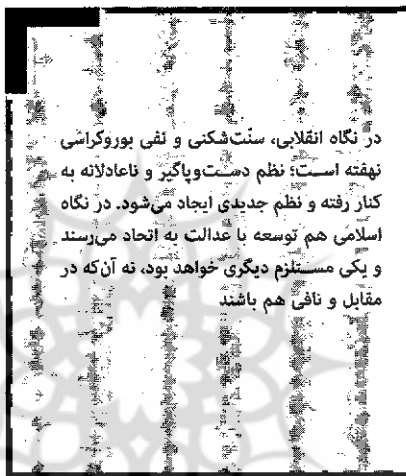 در نگاه انقلابی، سنّت‌شکنی و نفی بوروکراسی
نهفته است؛ نظم دست‌وپاگیر و ناعادلانه به
کنار رفته و نظم جدیدی ایجاد می‌شود. در نگاه
اسلامی هم توسعه با عدالت به اتحاد می‌رسند
و یکی مستلزم دیگری خواهد بود، نه آن‌که در
مقابل و نافی هم باشند